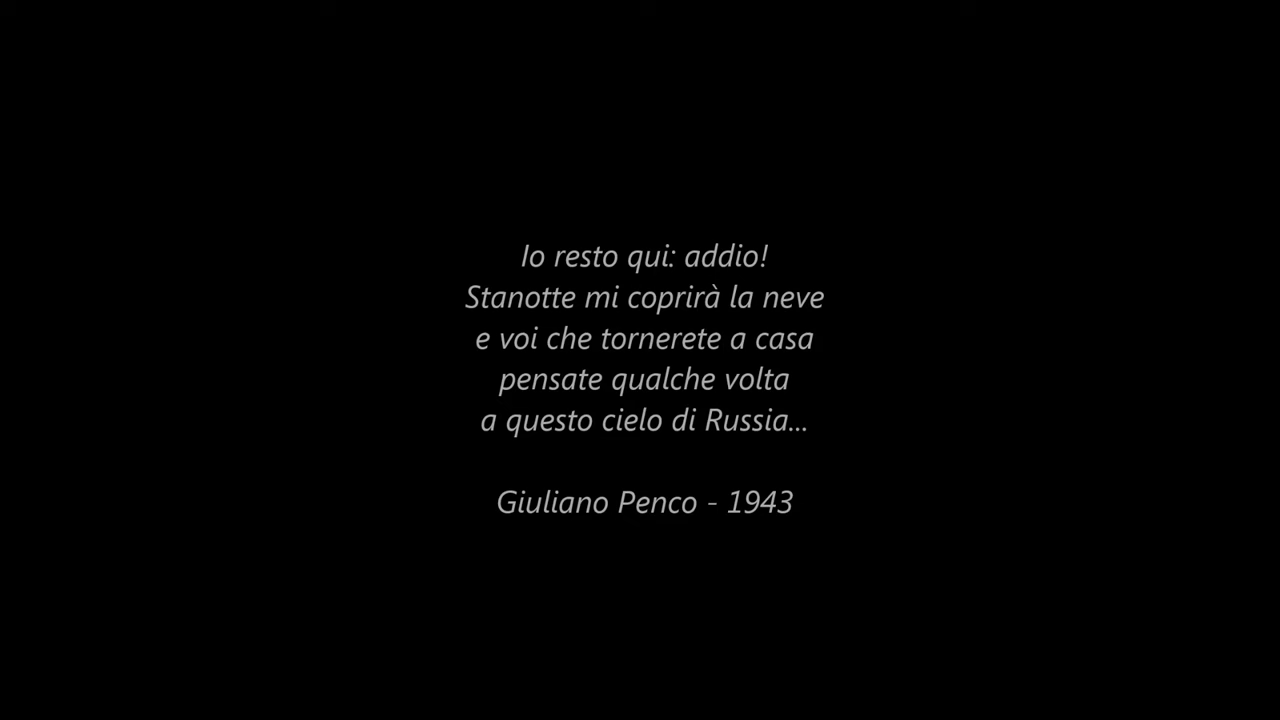 Io resto qui: addio!
Stanotte mi coprirà la neve
e voi che tornerete a casa
pensate qualche volta
a questo cielo di Russia...
Giuliano Penco - 1943